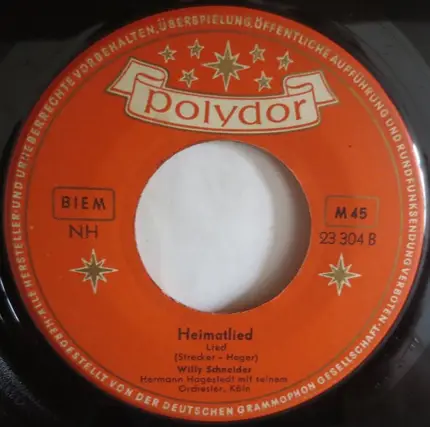 ALLE HERSTELLER- UND URHEBERRECHTE VORBEHALTEN, ÜBERSPIELUNG, ÖFFENTLICHE AUFFÜHRUNG UND RUNDFUNKSENDUNG VERBOTEN
polydor
BIEM
M 45
NH
23 304 B
Heimatlied
Lied
(Strecker - Hager)
Willy Schneider
Hermann Hagestedt mit seinem
Orchester, Köln
HERGESTELLT VON DER DEUTSCHEN GRAMMOPHON GESELLSCHAFT